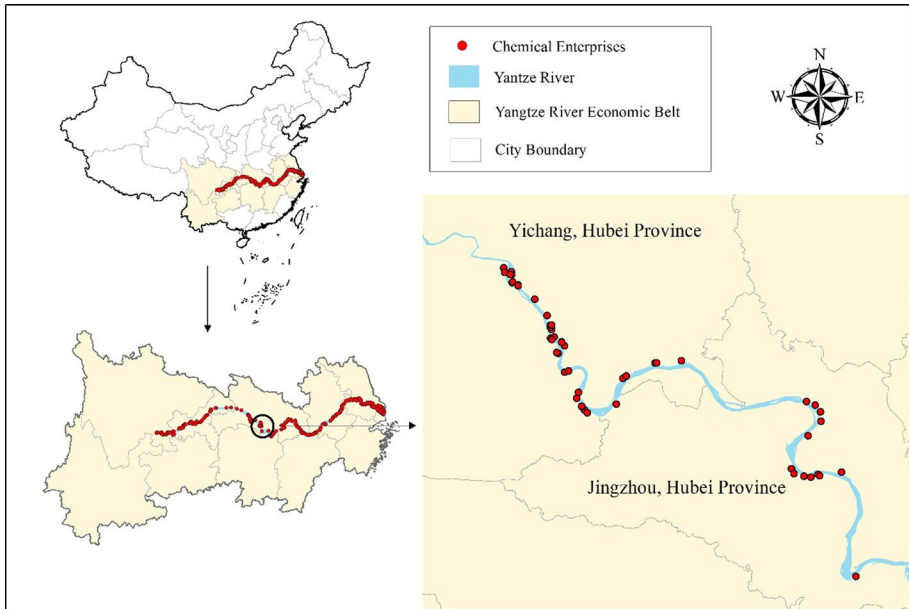 Chemical Enterprises
Yantze River
Yangtze River Economic Belt
City Boundary
N
W E
S
Yichang, Hubei Province
Jingzhou, Hubei Province